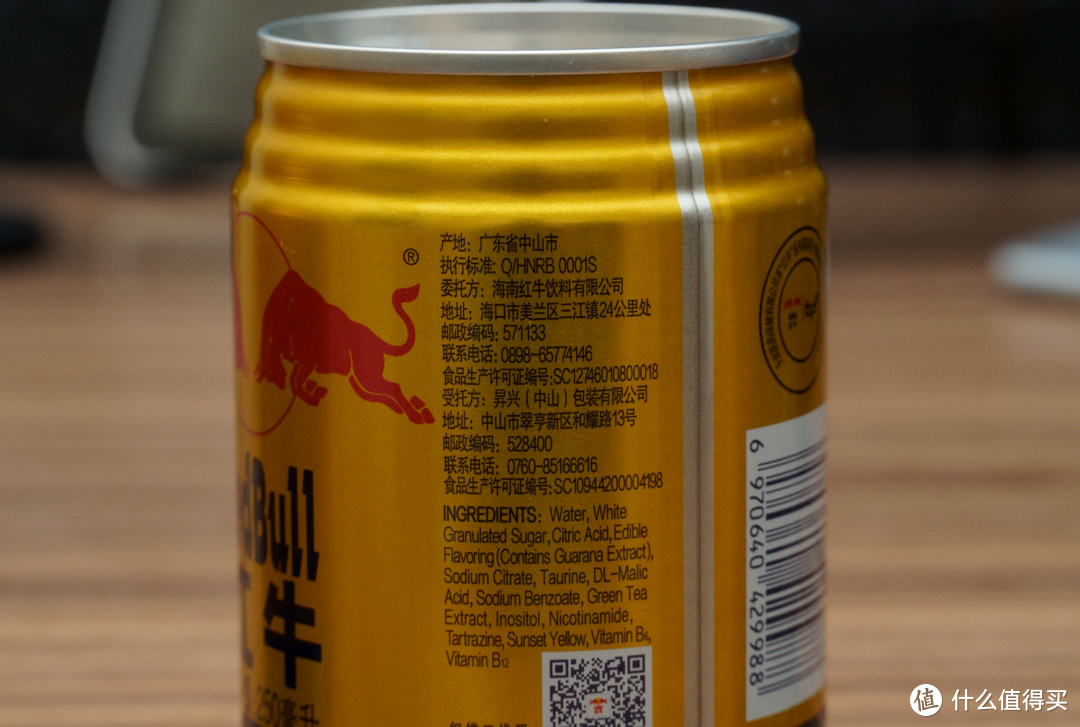 ®
产地：广东省中山市
执行标准: Q/HNRB 0001S
委托方：海南红牛饮料有限公司
地址：海口市美兰区三江镇24公里处
邮政编码: 571133
联系电话: 0898-65774146
食品生产许可证编号:SC12746010800018
受托方：昇兴（中山）包装有限公司
地址：中山市翠亨新区和耀路13号
邮政编码：528400
联系电话：0760-85166616
食品生产许可证编号:SC10944200004198
INGREDIENTS：Water, White
Granulated Sugar, Citric Acid, Edible
Flavoring (Contains Guarana Extract),
Sodium Citrate, Taurine, DL-Malic
Acid, Sodium Benzoate, Green Tea
Extract, Inositol, Nicotinamide,
Tartrazine, Sunset Yellow, Vitamin B₆,
Vitamin B₁₂
dBull
牛
250毫升
6 970640 429988
值 什么值得买